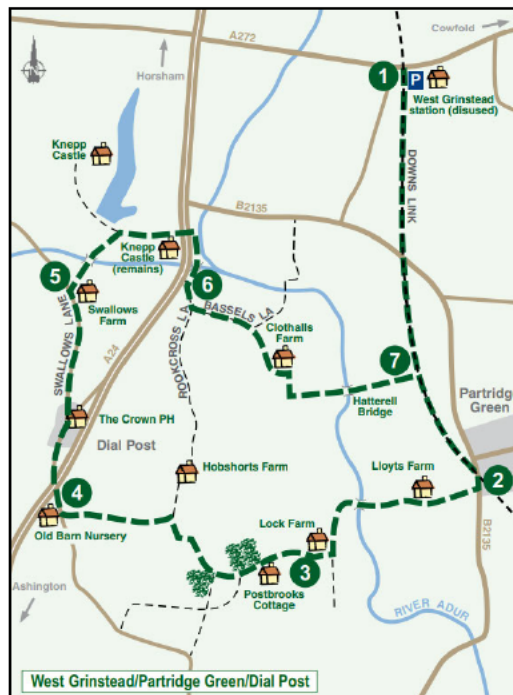 Cowfold
A272
Horsham
1
P
West Grinstead
station (disused)
Knepp
Castle
DOWNS LINK
B2135
Knepp Castle
(remains)
5
6
Swallows
Farm
BASSELS LA
ROOKCROSS LA
SWALLOWS LANE
A24
Clothalls
Farm
7
Hatterell
Bridge
Partridge
Green
The Crown PH
Dial Post
Hobshorts Farm
Lloyts Farm
2
4
Old Barn Nursery
Lock Farm
B2135
3
Ashington
Postbrooks
Cottage
RIVER ADUR
West Grinstead/Partridge Green/Dial Post